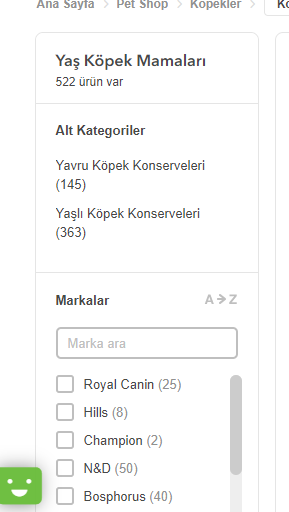 Ana Sayfa > Pet Shop > Köpekler >
Yaş Köpek Mamaları
522 ürün var
Alt Kategoriler
Yavru Köpek Konserveleri
(145)
Yaşlı Köpek Konserveleri
(363)
Markalar A → Z
Marka ara
Royal Canin (25)
Hills (8)
Champion (2)
N&D (50)
Bosphorus (40)